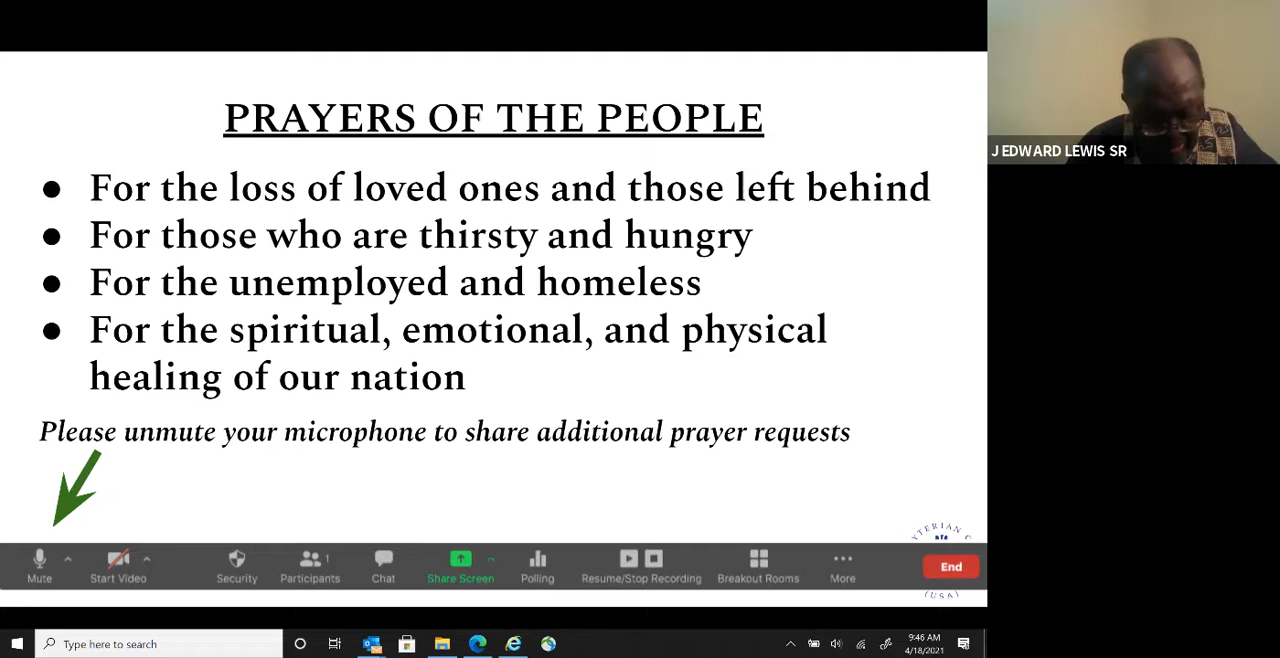 PRAYERS OF THE PEOPLE
● For the loss of loved ones and those left behind
● For those who are thirsty and hungry
● For the unemployed and homeless
● For the spiritual, emotional, and physical
healing of our nation
Please unmute your microphone to share additional prayer requests
J EDWARD LEWIS SR
YTERIAN C
1
Mute Start Video Security Participants Chat Share Screen Polling Resume/Stop Recording Breakout Rooms More End
(USA)
Type here to search
9:46 AM
4/18/2021